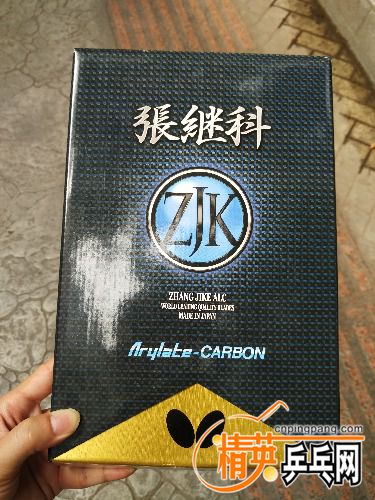 張継科
ZJK
ZHANG JIKE ALC
WORLD LEADING QUALITY BLADES
MADE IN JAPAN
Arylate-CARBON
cnpingpang.com
精英乒乓网